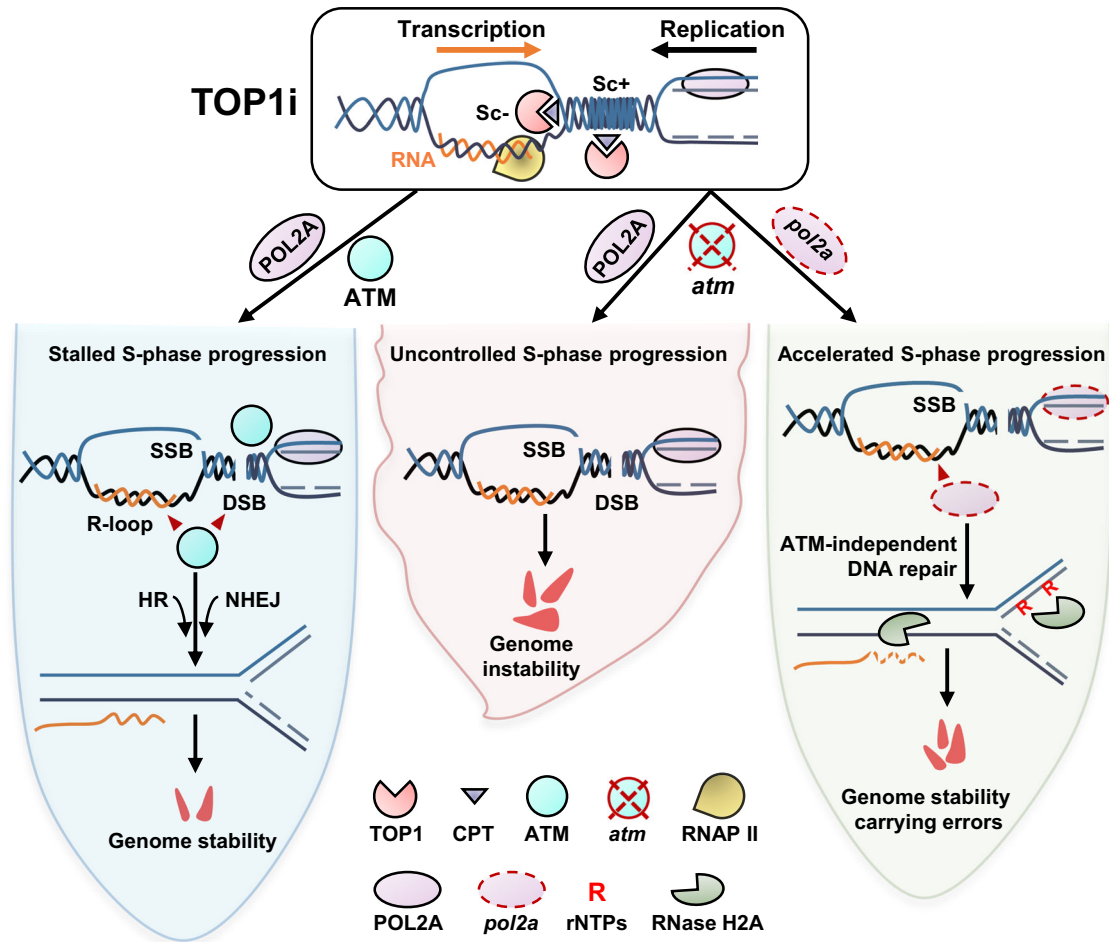 Transcription
Replication
TOP1i
Sc+
Sc-
RNA
POL2A
ATM
POL2A
atm
pol2a
Stalled S-phase progression
SSB
DSB
R-loop
HR
NHEJ
Genome stability
Uncontrolled S-phase progression
SSB
DSB
Genome
instability
Accelerated S-phase progression
SSB
ATM-independent
DNA repair
R
R
Genome stability
carrying errors
TOP1
CPT
ATM
atm
RNAP II
R
POL2A
pol2a
rNTPs
RNase H2A